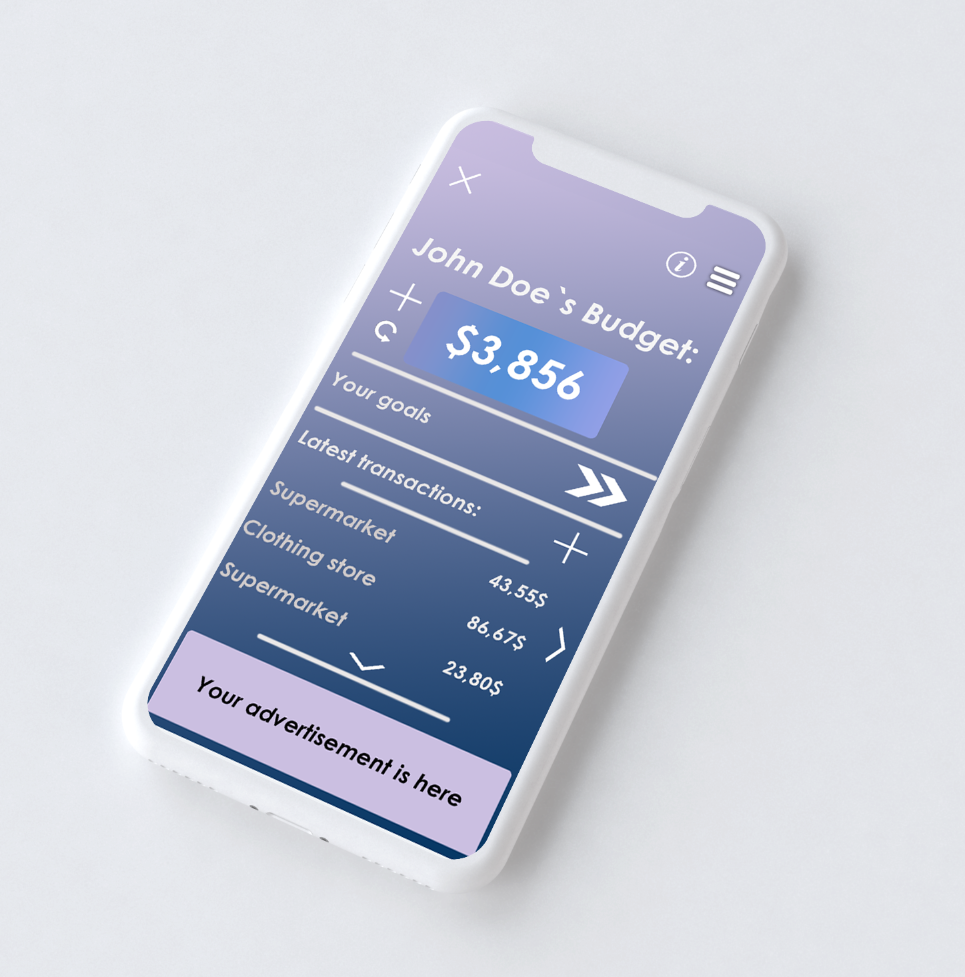 John Doe `s Budget:
$3,856
Your goals
Latest transactions:
Supermarket 43,55$
Clothing store 86,67$
Supermarket 23,80$
Your advertisement is here